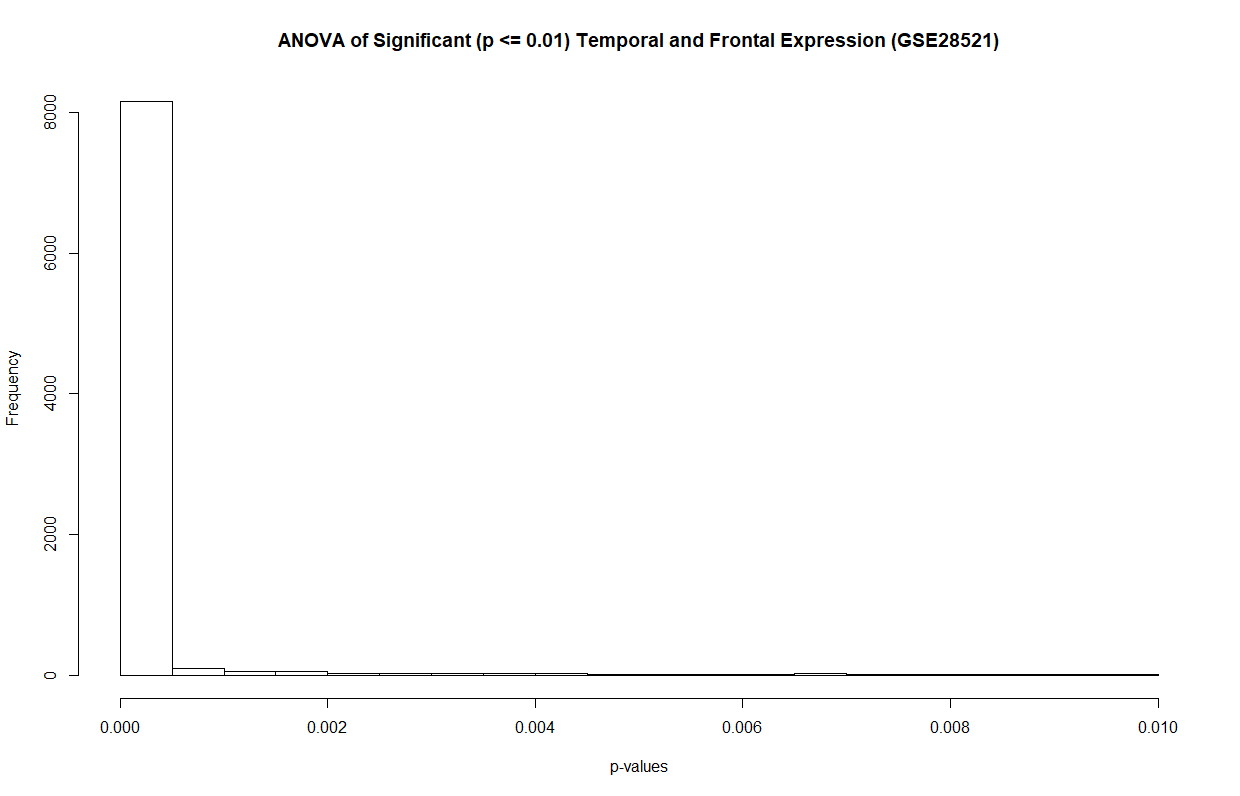 ANOVA of Significant (p <= 0.01) Temporal and Frontal Expression (GSE28521)
8000
6000
4000
2000
0
Frequency
0.000 0.002 0.004 0.006 0.008 0.010
p-values